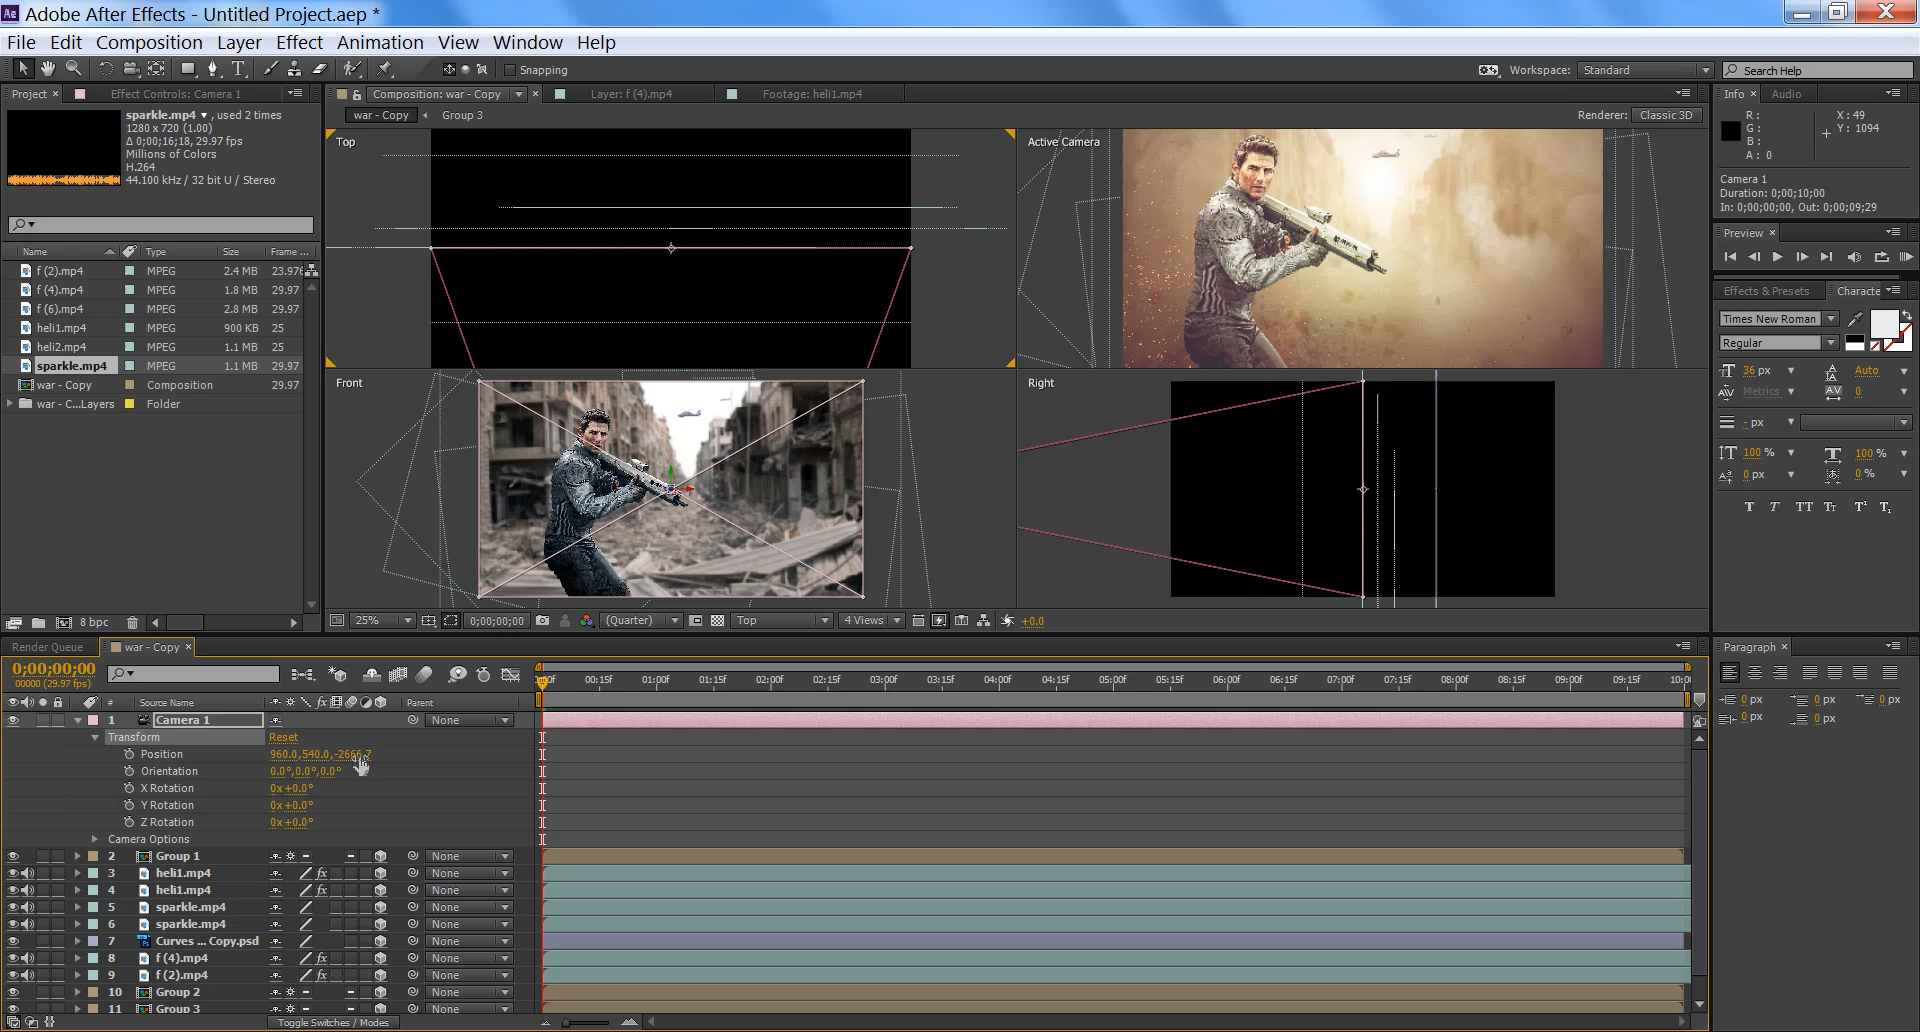 Ae Adobe After Effects - Untitled Project.aep *
File Edit Composition Layer Effect Animation View Window Help
Snapping
Workspace: Standard
Search Help
Project
Effect Controls: Camera 1
sparkle.mp4 ▼ , used 2 times
1280 x 720 (1.00)
Δ 0;00;16;18, 29.97 fps
Millions of Colors
H.264
44.100 kHz / 32 bit U / Stereo
Name Type Size Frame ...
f (2).mp4 MPEG 2.4 MB 23.976
f (4).mp4 MPEG 1.8 MB 29.97
f (6).mp4 MPEG 2.8 MB 29.97
heli1.mp4 MPEG 900 KB 25
heli2.mp4 MPEG 1.1 MB 25
sparkle.mp4 MPEG 1.1 MB 29.97
war - Copy Composition 29.97
war - C...Layers Folder
8 bpc
Composition: war - Copy
Layer: f (4).mp4
Footage: heli1.mp4
war - Copy
Group 3
Renderer: Classic 3D
Top
Active Camera
Front
Right
25% 0;00;00;00 (Quarter) Top 4 Views +0.0
Info Audio
R :
G :
B :
A : 0
X : 49
Y : 1094
Camera 1
Duration: 0;00;10;00
In: 0;00;00;00, Out: 0;00;09;29
Preview
Effects & Presets Characte
Times New Roman
Regular
36 px Auto
Metrics 0
- px
100 % 100 %
0 px 0 %
T T TT Tt T¹ T₁
Paragraph
0 px 0 px 0 px
0 px 0 px
Render Queue war - Copy
0;00;00;00
00000 (29.97 fps)
00f 00:15f 01:00f 01:15f 02:00f 02:15f 03:00f 03:15f 04:00f 04:15f 05:00f 05:15f 06:00f 06:15f 07:00f 07:15f 08:00f 08:15f 09:00f 09:15f 10:00
# Source Name fx Parent
1 Camera 1 None
Transform Reset
Position 960.0,540.0,-2666.7
Orientation 0.0°,0.0°,0.0°
X Rotation 0x+0.0°
Y Rotation 0x+0.0°
Z Rotation 0x+0.0°
Camera Options
2 Group 1 None
3 heli1.mp4 fx None
4 heli1.mp4 fx None
5 sparkle.mp4 None
6 sparkle.mp4 None
7 Curves ... Copy.psd None
8 f (4).mp4 fx None
9 f (2).mp4 fx None
10 Group 2 None
11 Group 3 None
Toggle Switches / Modes